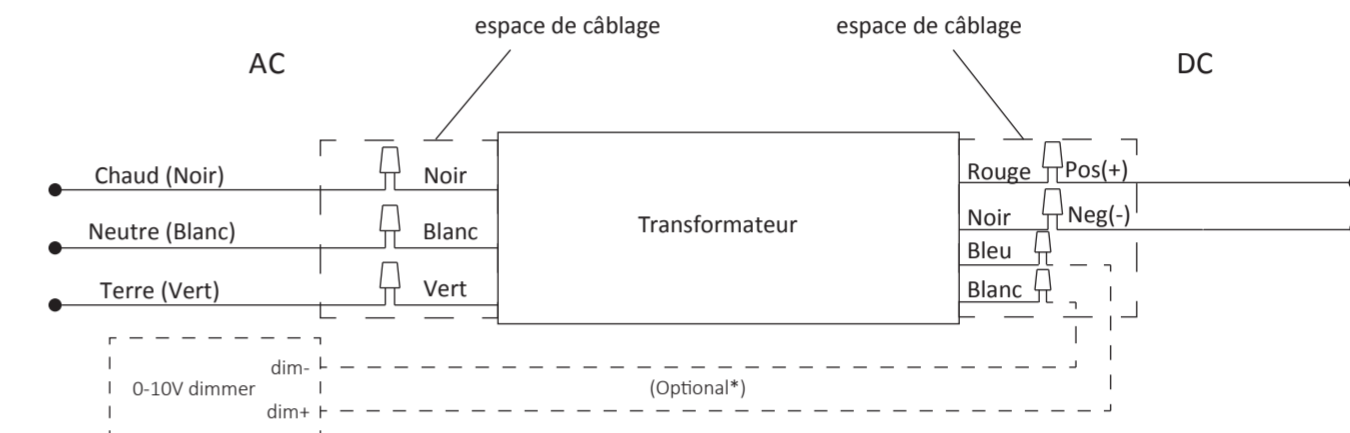 espace de câblage
espace de câblage
AC
DC
Chaud (Noir)
Noir
Rouge
Pos(+)
Neutre (Blanc)
Blanc
Transformateur
Noir
Neg(-)
Bleu
Terre (Vert)
Vert
Blanc
dim-
0-10V dimmer
(Optional*)
dim+